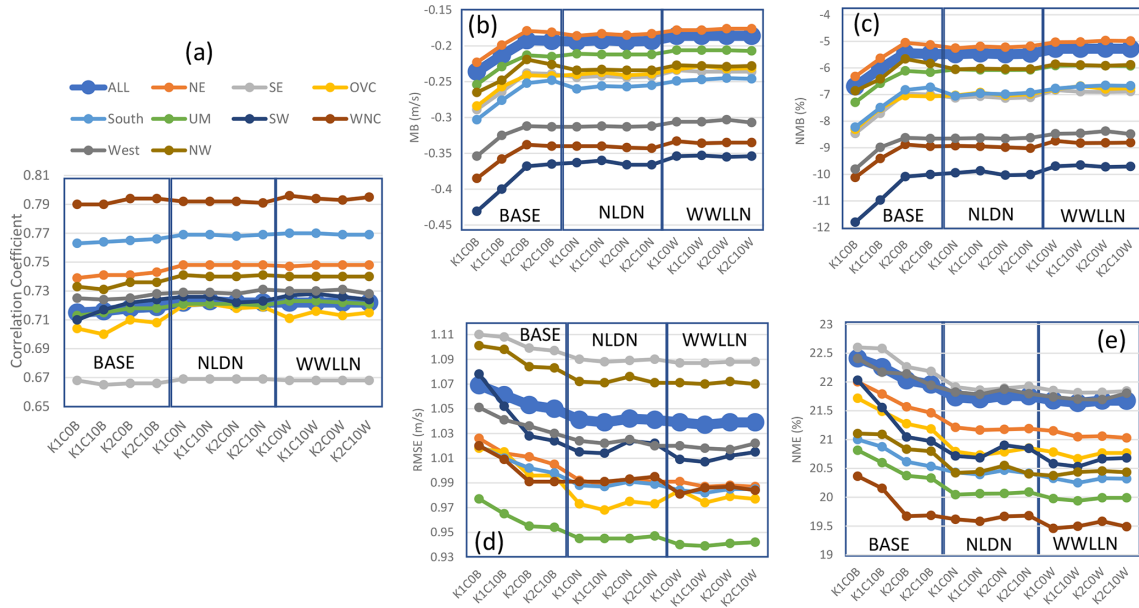 (a)
ALL NE SE OVC
South UM SW WNC
West NW
Correlation Coefficient
0.81
0.79
0.77
0.75
0.73
0.71
0.69
0.67
0.65
BASE NLDN WWLLN
K1C0B K1C10B K2C0B K2C10B K1C0N K1C10N K2C0N K2C10N K1C0W K1C10W K2C0W K2C10W
(b)
MB (m/s)
-0.15
-0.2
-0.25
-0.3
-0.35
-0.4
-0.45
BASE NLDN WWLLN
K1C0B K1C10B K2C0B K2C10B K1C0N K1C10N K2C0N K2C10N K1C0W K1C10W K2C0W K2C10W
(c)
NMB (%)
-4
-5
-6
-7
-8
-9
-10
-11
-12
BASE NLDN WWLLN
K1C0B K1C10B K2C0B K2C10B K1C0N K1C10N K2C0N K2C10N K1C0W K1C10W K2C0W K2C10W
(d)
RMSE (m/s)
1.11
1.09
1.07
1.05
1.03
1.01
0.99
0.97
0.95
0.93
BASE NLDN WWLLN
K1C0B K1C10B K2C0B K2C10B K1C0N K1C10N K2C0N K2C10N K1C0W K1C10W K2C0W K2C10W
(e)
NME (%)
23
22.5
22
21.5
21
20.5
20
19.5
19
BASE NLDN WWLLN
K1C0B K1C10B K2C0B K2C10B K1C0N K1C10N K2C0N K2C10N K1C0W K1C10W K2C0W K2C10W